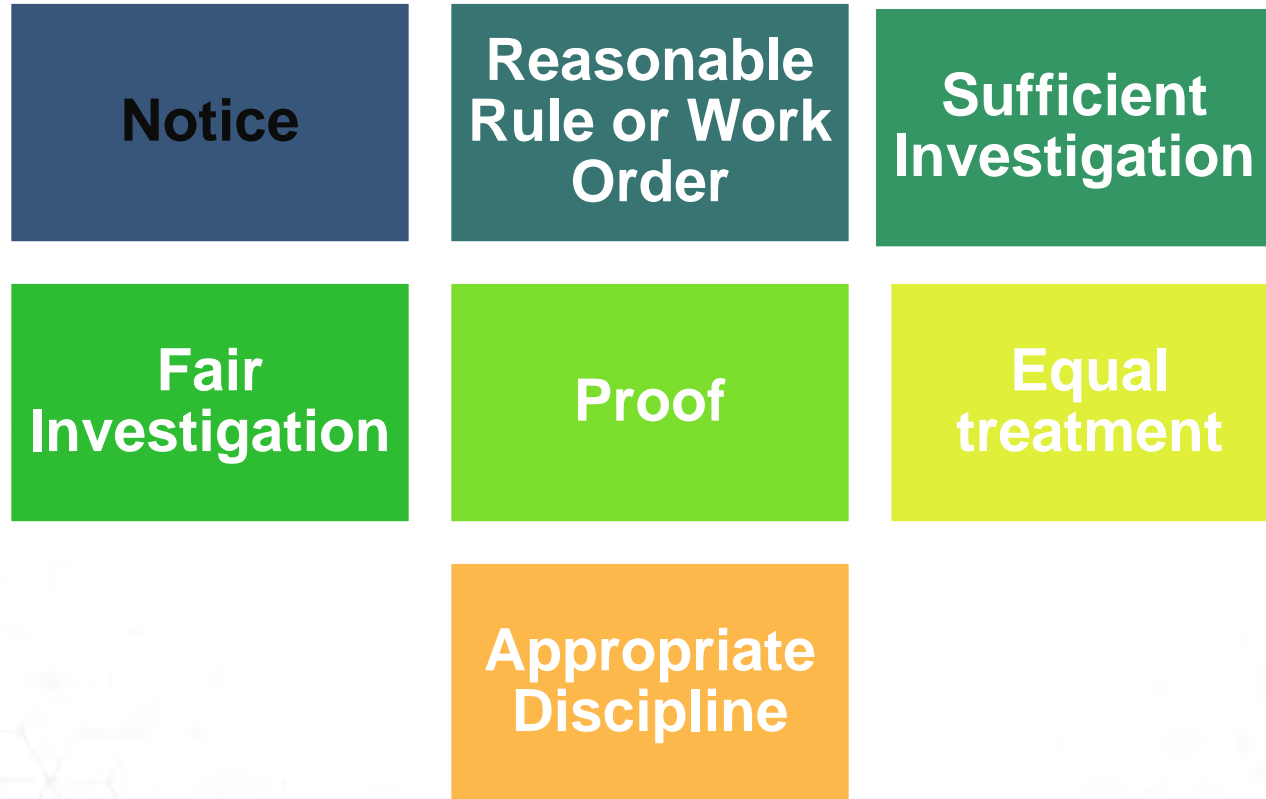 Notice
Reasonable
Rule or Work
Order
Sufficient
Investigation
Fair
Investigation
Proof
Equal
treatment
Appropriate
Discipline